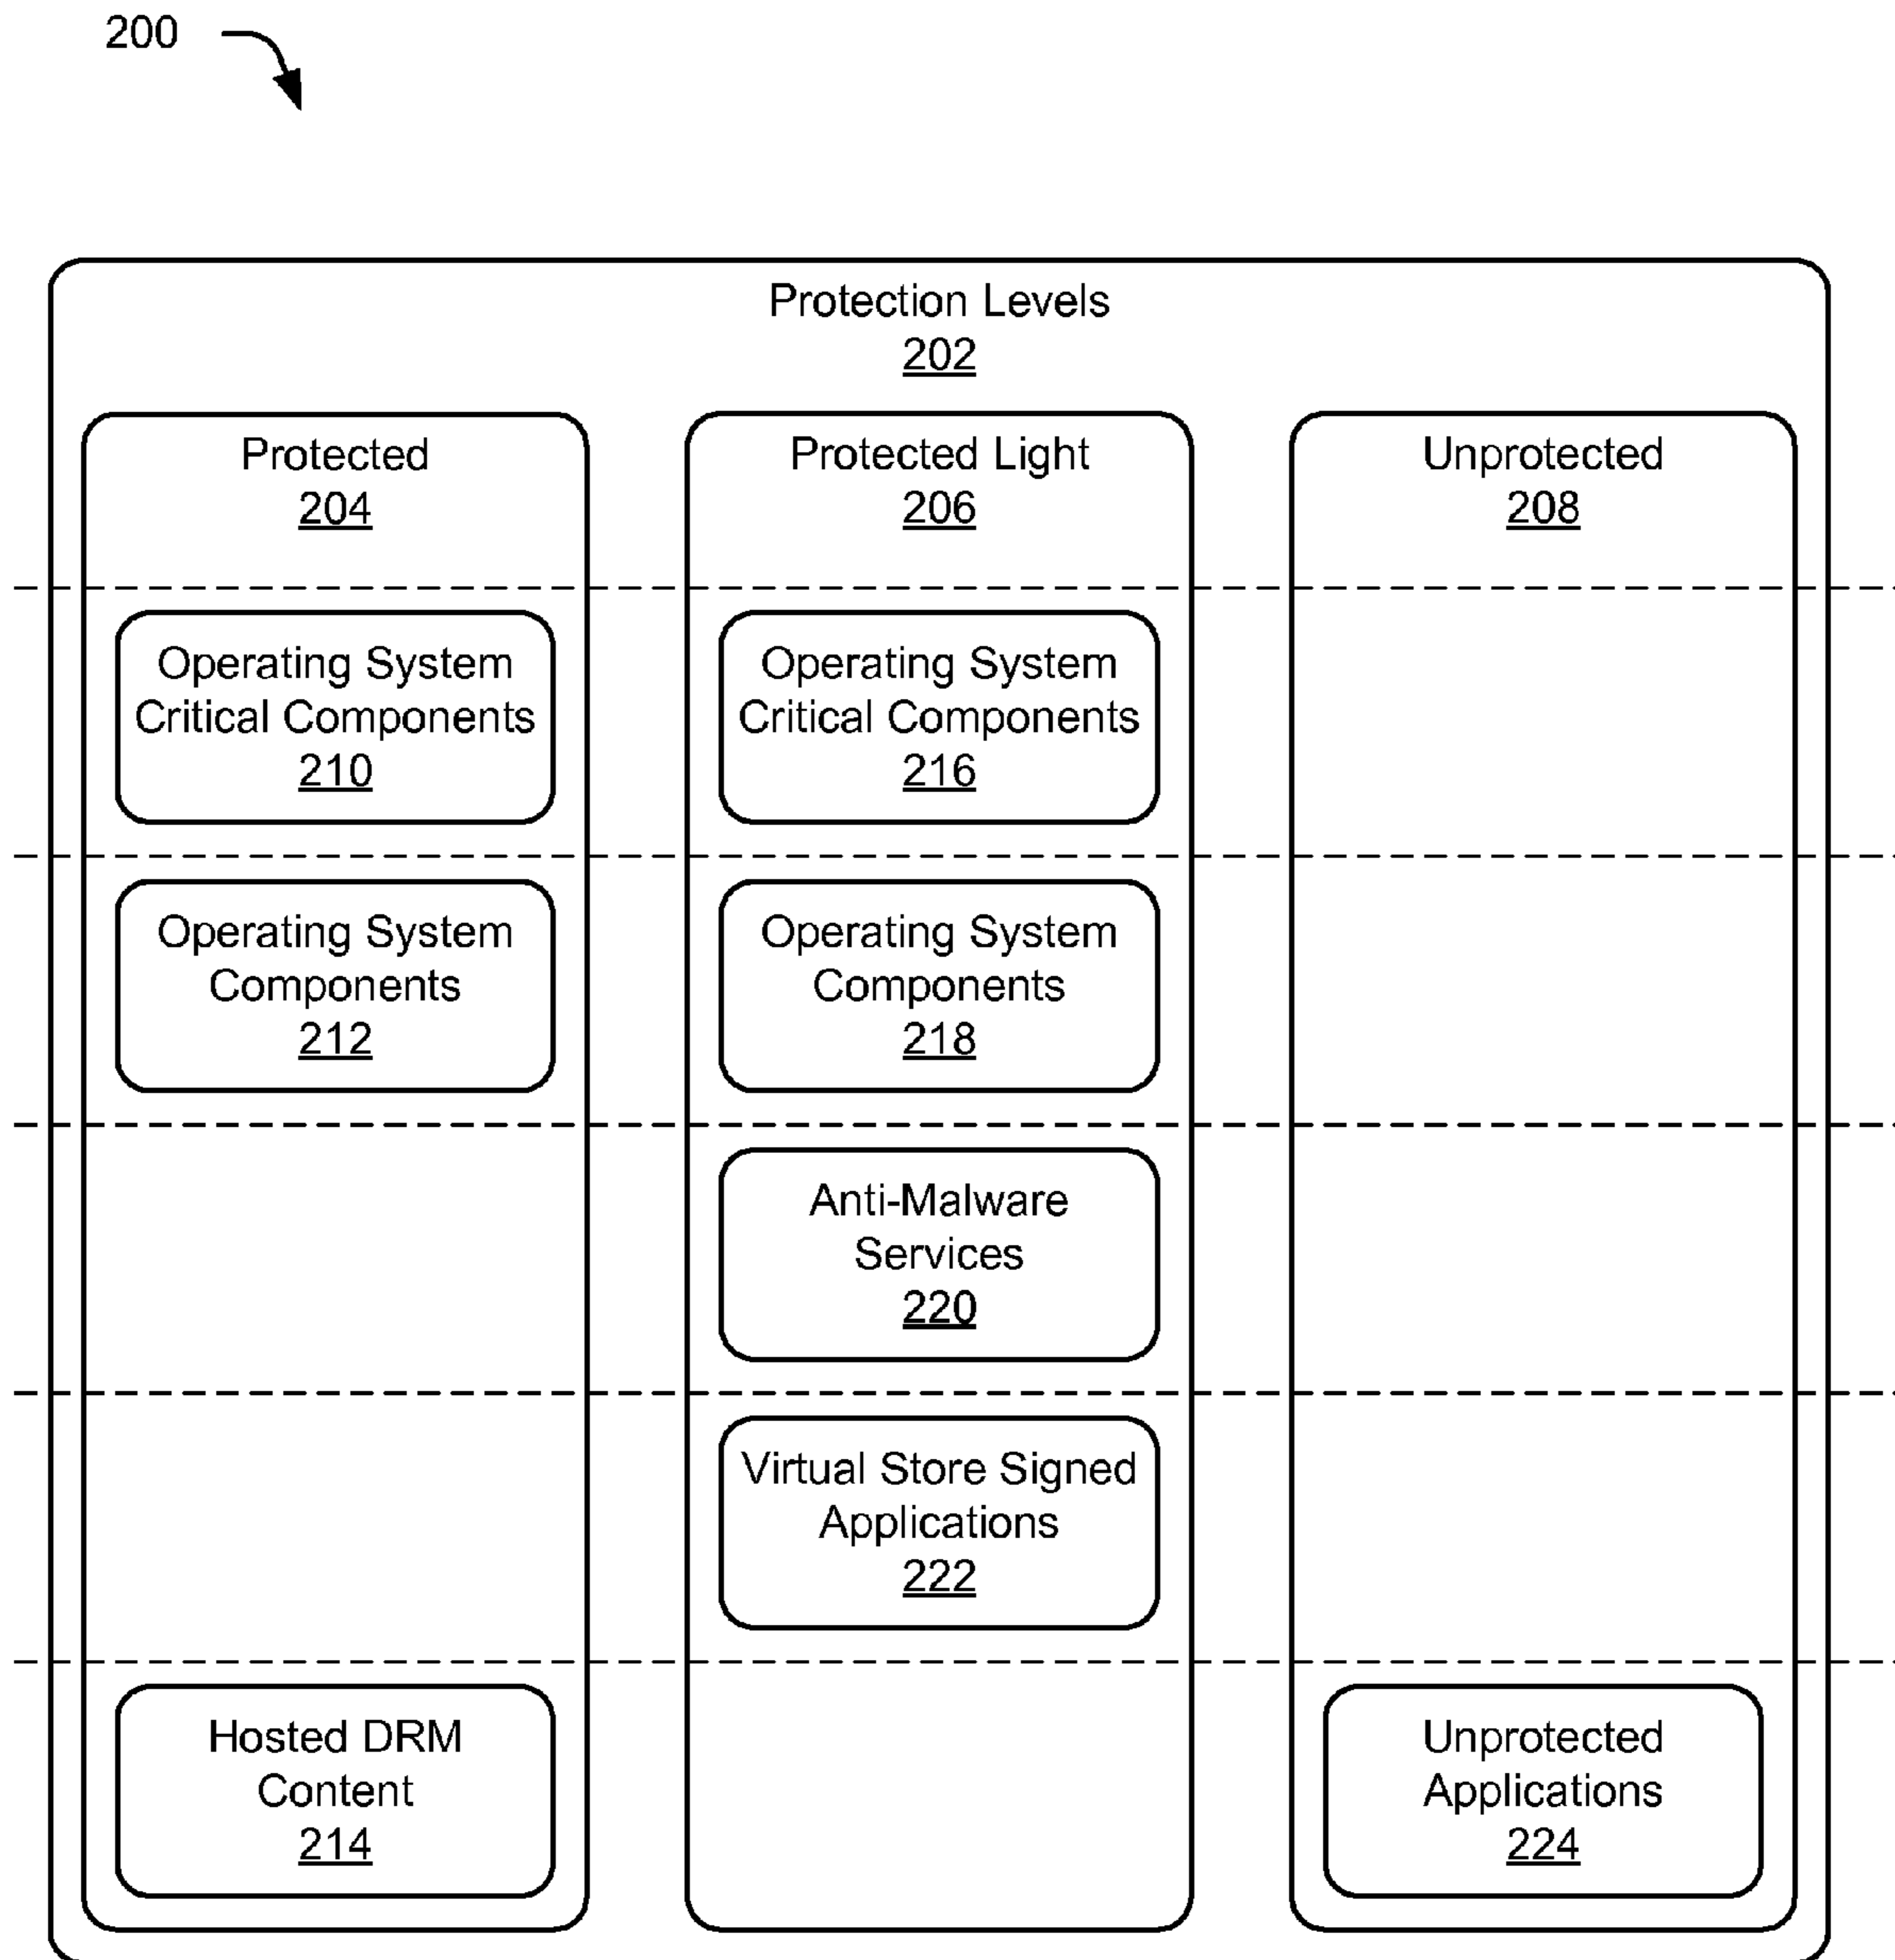 200
Protection Levels
202
Protected
204
Protected Light
206
Unprotected
208
Operating System
Critical Components
210
Operating System
Critical Components
216
Operating System
Components
212
Operating System
Components
218
Anti-Malware
Services
220
Virtual Store Signed
Applications
222
Hosted DRM
Content
214
Unprotected
Applications
224